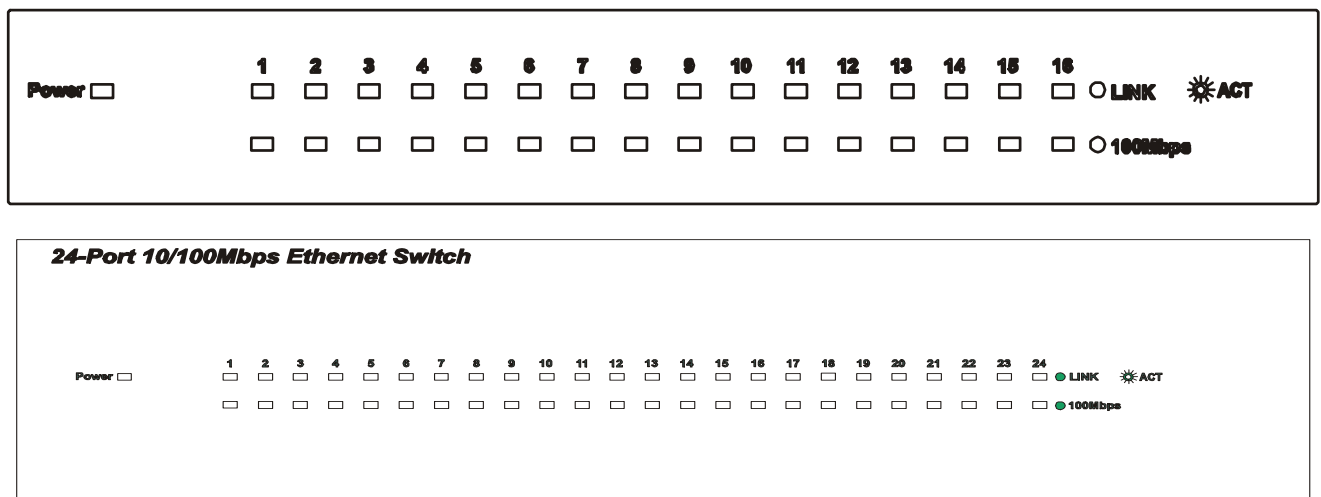 1 2 3 4 5 6 7 8 9 10 11 12 13 14 15 16
Power LINK ACT
100Mbps
24-Port 10/100Mbps Ethernet Switch
1 2 3 4 5 6 7 8 9 10 11 12 13 14 15 16 17 18 19 20 21 22 23 24
Power LINK ACT
100Mbps